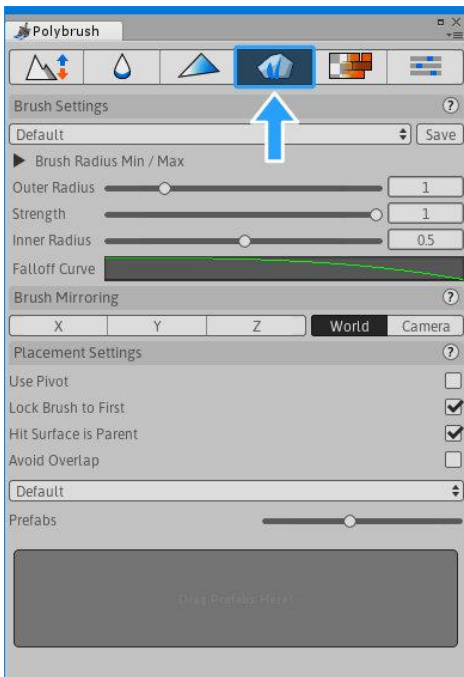 Polybrush
Brush Settings ?
Default Save
Brush Radius Min / Max
Outer Radius 1
Strength 1
Inner Radius 0.5
Falloff Curve
Brush Mirroring ?
X Y Z World Camera
Placement Settings ?
Use Pivot
Lock Brush to First
Hit Surface is Parent
Avoid Overlap
Default
Prefabs
Drag Prefabs Here!